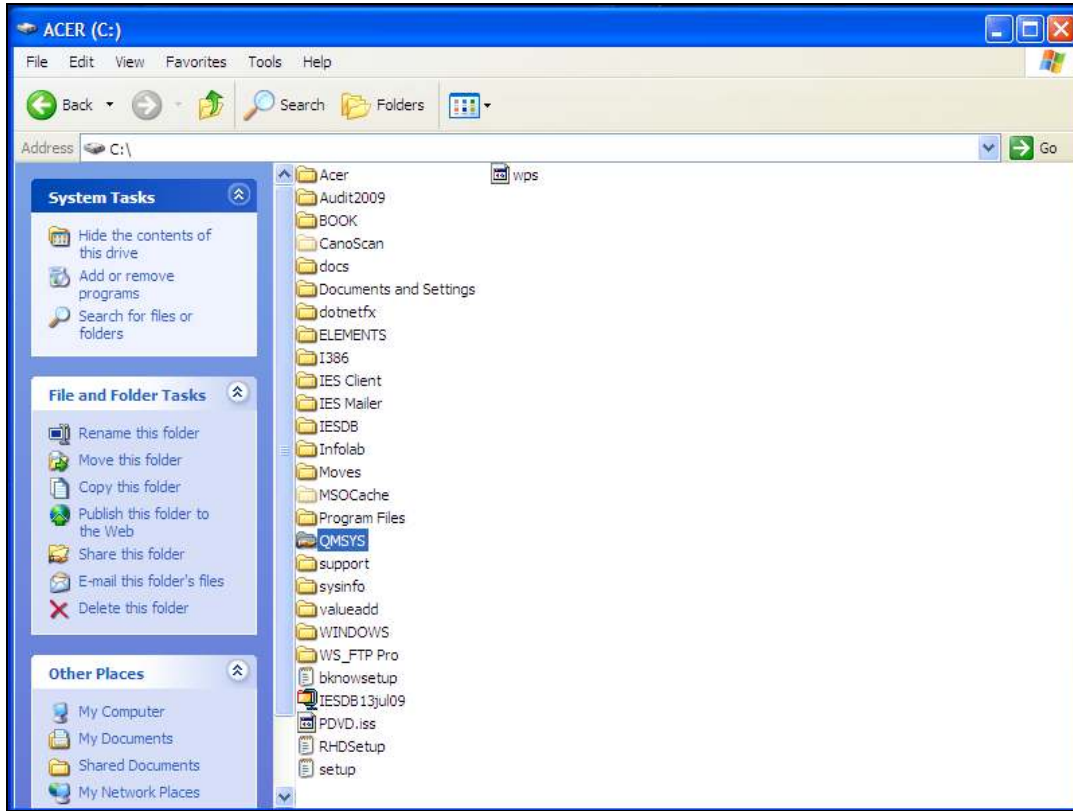 ACER (C:)
File Edit View Favorites Tools Help
Back Search Folders
Address C:\ Go
System Tasks
Hide the contents of
this drive
Add or remove
programs
Search for files or
folders
File and Folder Tasks
Rename this folder
Move this folder
Copy this folder
Publish this folder to
the Web
Share this folder
E-mail this folder's files
Delete this folder
Other Places
My Computer
My Documents
Shared Documents
My Network Places
Acer
Audit2009
BOOK
CanoScan
docs
Documents and Settings
dotnetfx
ELEMENTS
I386
IES Client
IES Mailer
IESDB
Infolab
Moves
MSOCache
Program Files
QMSYS
support
sysinfo
valueadd
WINDOWS
WS_FTP Pro
bknowsetup
IESDB13jul09
PDVD.iss
RHDSetup
setup
wps